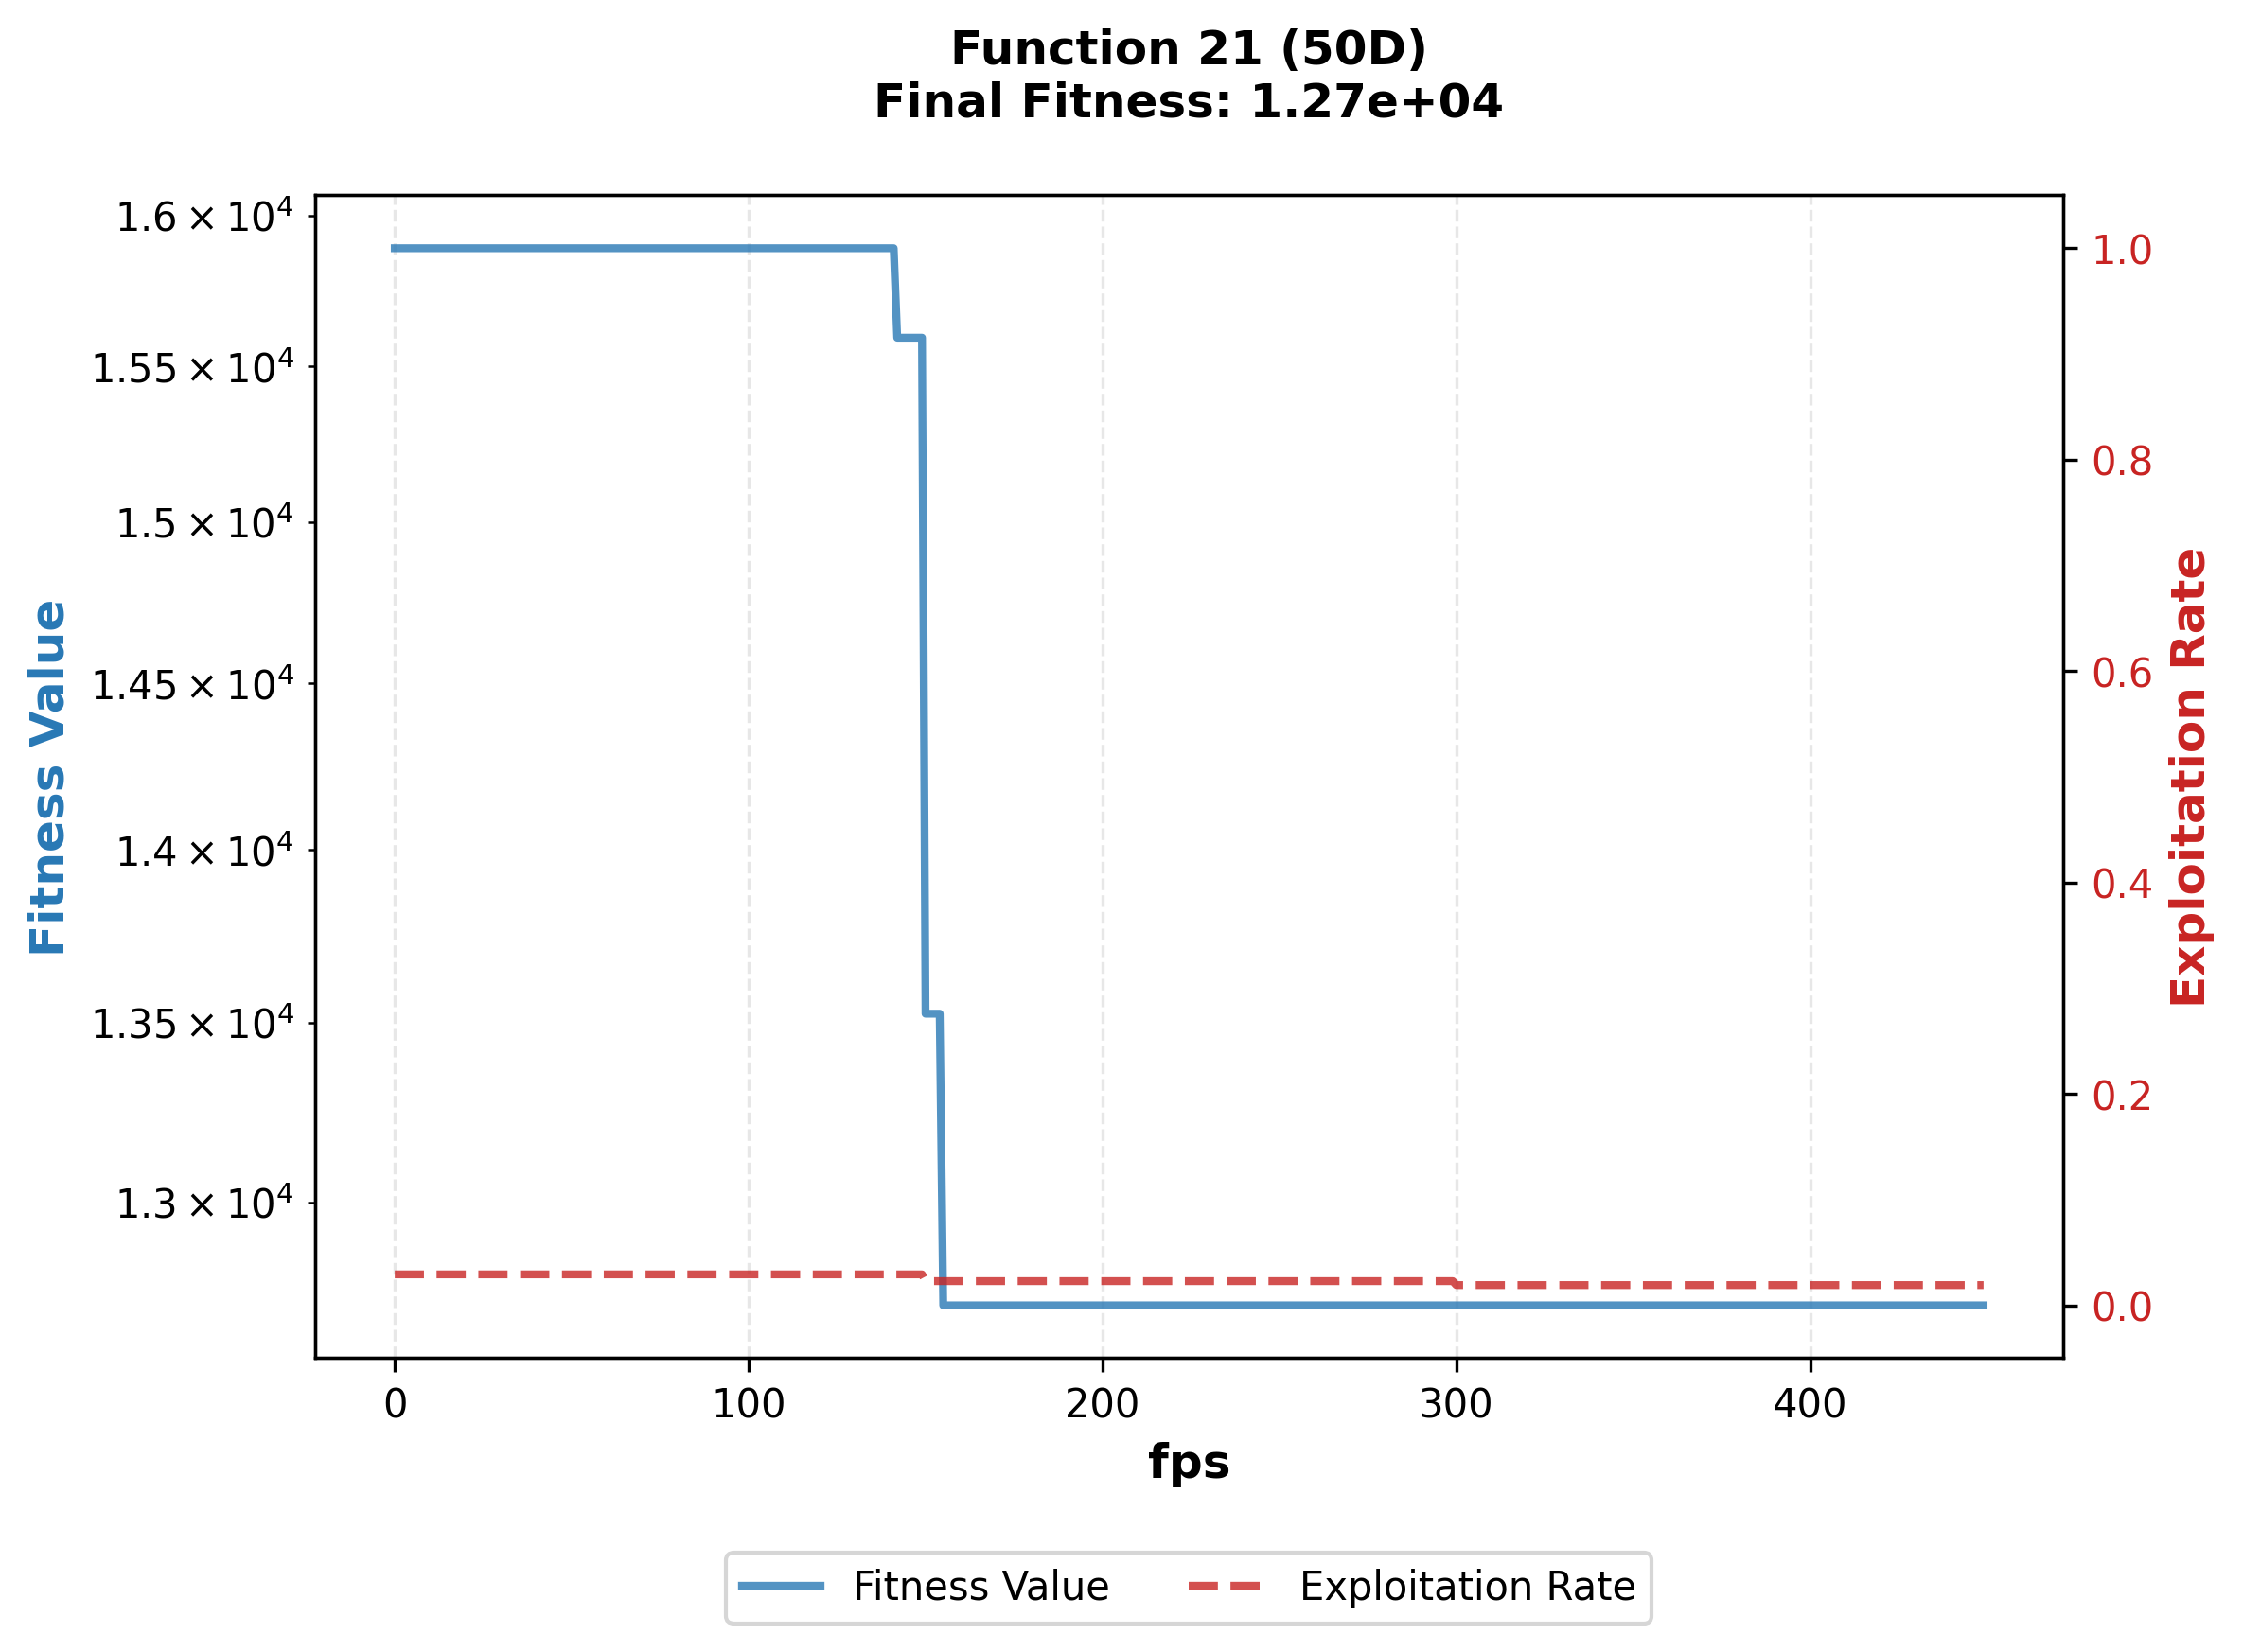 Function 21 (50D)
Final Fitness: 1.27e+04
Fitness Value
1.6 × 10⁴
1.55 × 10⁴
1.5 × 10⁴
1.45 × 10⁴
1.4 × 10⁴
1.35 × 10⁴
1.3 × 10⁴
1.0
0.8
0.6
0.4
0.2
0.0
Exploitation Rate
0 100 200 300 400
fps
Fitness Value Exploitation Rate